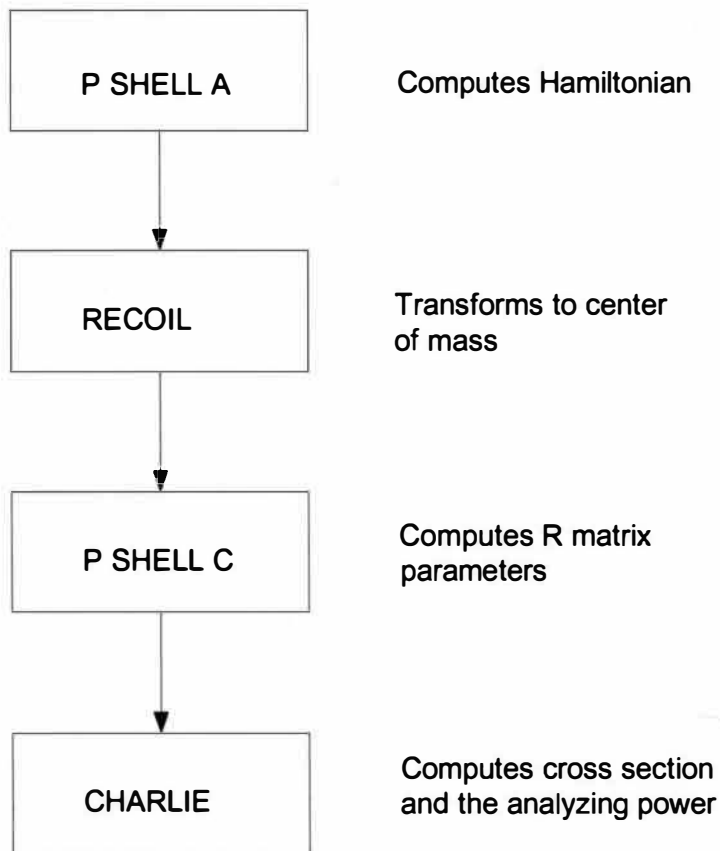 P SHELL A
Computes Hamiltonian
RECOIL
Transforms to center
of mass
P SHELL C
Computes R matrix
parameters
CHARLIE
Computes cross section
and the analyzing power